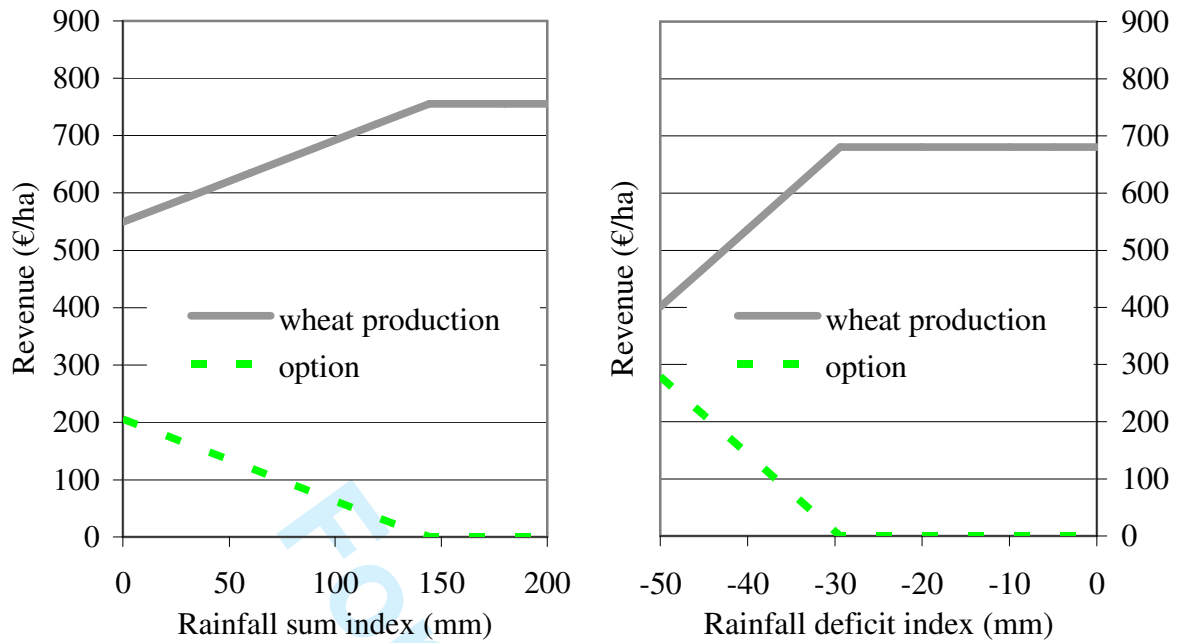 900
800
700
600
500
400
300
200
100
0
Revenue (€/ha)
wheat production
option
0 50 100 150 200
Rainfall sum index (mm)
Revenue (€/ha)
wheat production
option
900
800
700
600
500
400
300
200
100
0
-50 -40 -30 -20 -10 0
Rainfall deficit index (mm)
Fo